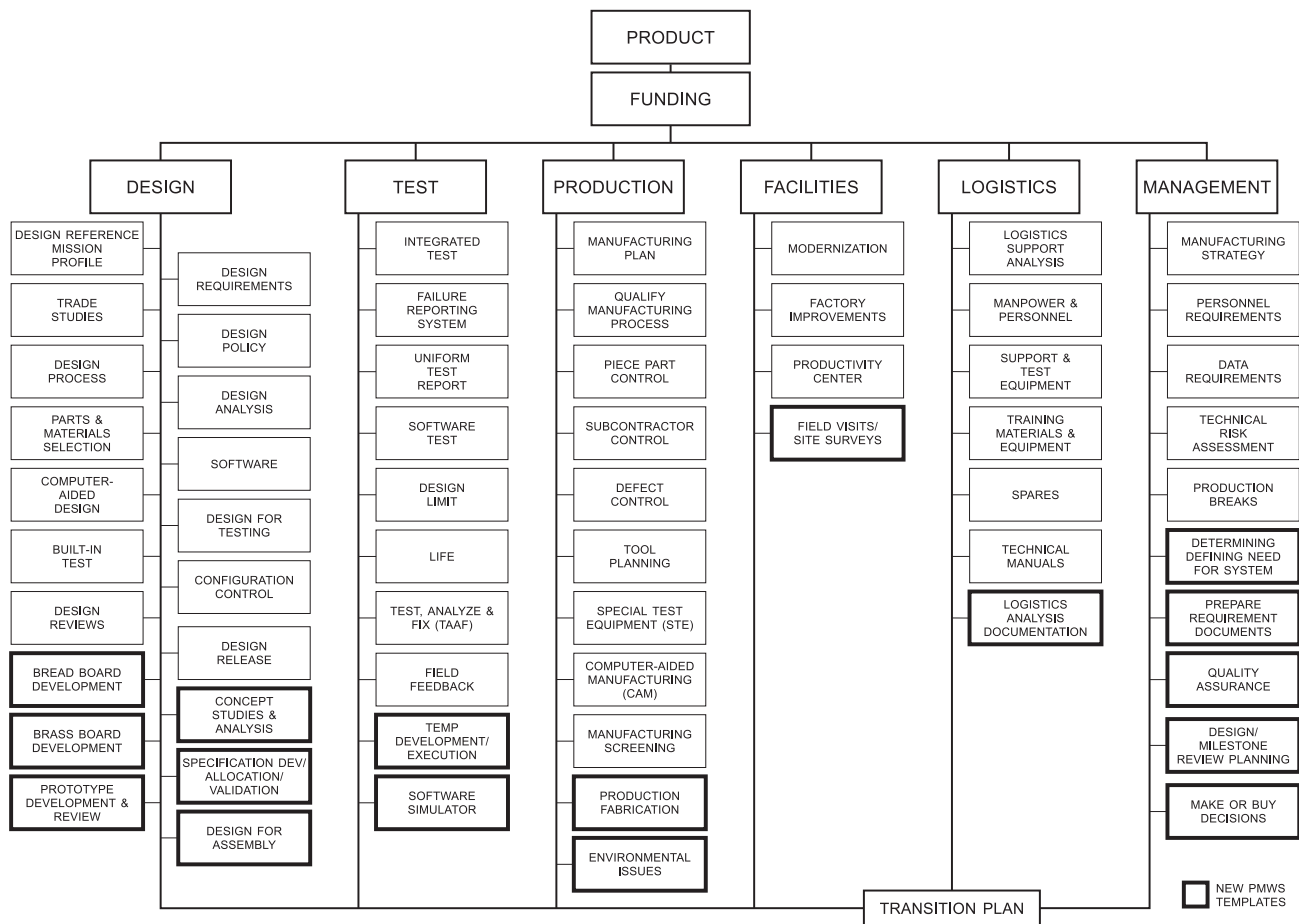 PRODUCT
FUNDING
DESIGN
TEST
PRODUCTION
FACILITIES
LOGISTICS
MANAGEMENT
DESIGN REFERENCE
MISSION
PROFILE
TRADE
STUDIES
DESIGN
PROCESS
PARTS &
MATERIALS
SELECTION
COMPUTER-
AIDED
DESIGN
BUILT-IN
TEST
DESIGN
REVIEWS
BREAD BOARD
DEVELOPMENT
BRASS BOARD
DEVELOPMENT
PROTOTYPE
DEVELOPMENT &
REVIEW
DESIGN
REQUIREMENTS
DESIGN
POLICY
DESIGN
ANALYSIS
SOFTWARE
DESIGN FOR
TESTING
CONFIGURATION
CONTROL
DESIGN
RELEASE
CONCEPT
STUDIES &
ANALYSIS
SPECIFICATION DEV/
ALLOCATION/
VALIDATION
DESIGN FOR
ASSEMBLY
INTEGRATED
TEST
FAILURE
REPORTING
SYSTEM
UNIFORM
TEST
REPORT
SOFTWARE
TEST
DESIGN
LIMIT
LIFE
TEST, ANALYZE &
FIX (TAAF)
FIELD
FEEDBACK
TEMP
DEVELOPMENT/
EXECUTION
SOFTWARE
SIMULATOR
MANUFACTURING
PLAN
QUALIFY
MANUFACTURING
PROCESS
PIECE PART
CONTROL
SUBCONTRACTOR
CONTROL
DEFECT
CONTROL
TOOL
PLANNING
SPECIAL TEST
EQUIPMENT (STE)
COMPUTER-AIDED
MANUFACTURING
(CAM)
MANUFACTURING
SCREENING
PRODUCTION
FABRICATION
ENVIRONMENTAL
ISSUES
MODERNIZATION
FACTORY
IMPROVEMENTS
PRODUCTIVITY
CENTER
FIELD VISITS/
SITE SURVEYS
LOGISTICS
SUPPORT
ANALYSIS
MANPOWER &
PERSONNEL
SUPPORT &
TEST
EQUIPMENT
TRAINING
MATERIALS &
EQUIPMENT
SPARES
TECHNICAL
MANUALS
LOGISTICS
ANALYSIS
DOCUMENTATION
MANUFACTURING
STRATEGY
PERSONNEL
REQUIREMENTS
DATA
REQUIREMENTS
TECHNICAL
RISK
ASSESSMENT
PRODUCTION
BREAKS
DETERMINING
DEFINING NEED
FOR SYSTEM
PREPARE
REQUIREMENT
DOCUMENTS
QUALITY
ASSURANCE
DESIGN/
MILESTONE
REVIEW PLANNING
MAKE OR BUY
DECISIONS
TRANSITION PLAN
NEW PMWS
TEMPLATES